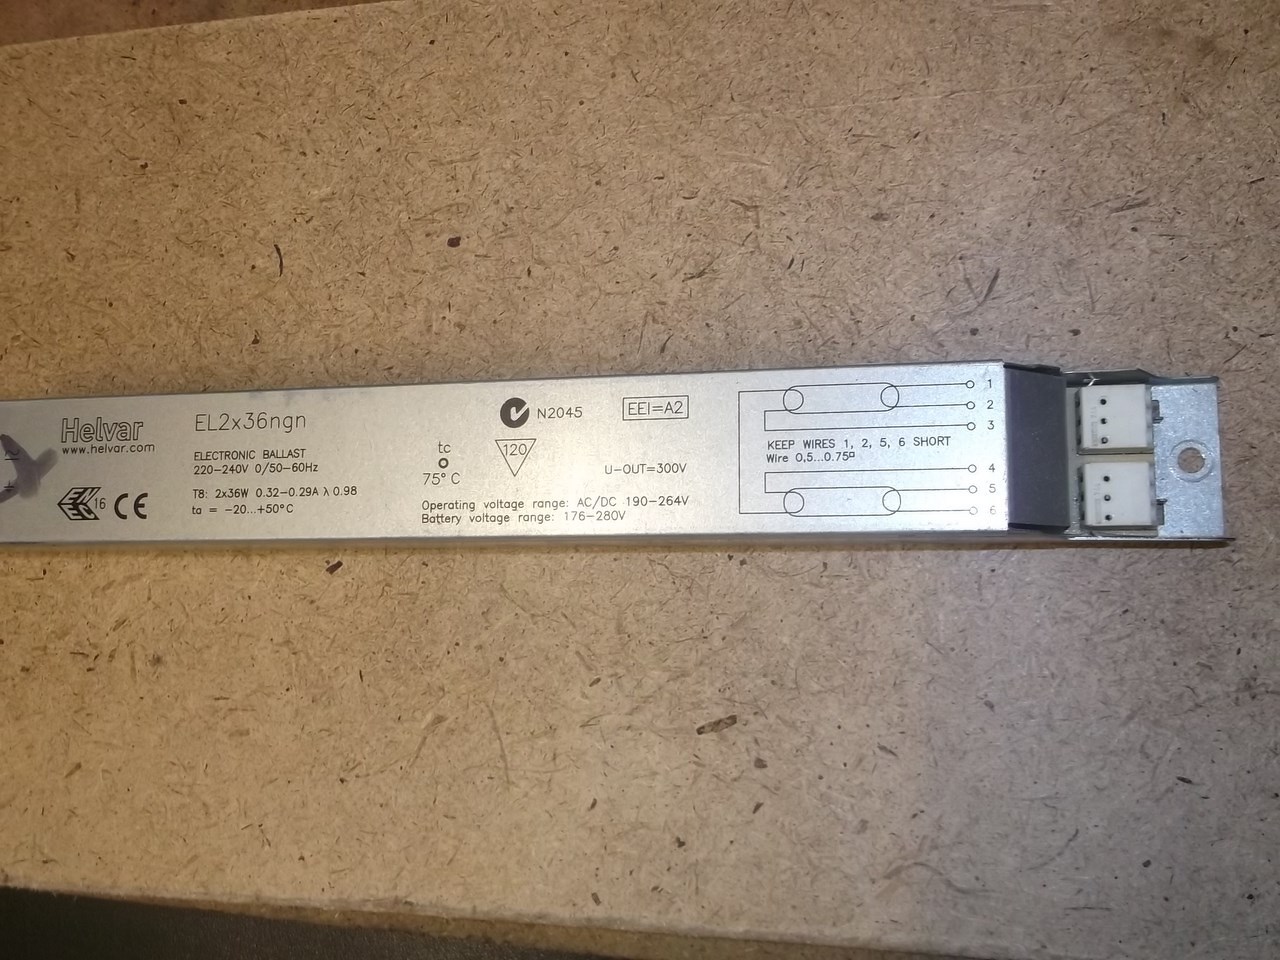 Helvar
www.helvar.com
EL2x36ngn
ELECTRONIC BALLAST
220-240V 0/50-60Hz
T8: 2x36W 0.32-0.29A λ 0.98
ta = -20...+50°C
16 CE
tc
75°C
N2045
120
EEI=A2
U-OUT=300V
Operating voltage range: AC/DC 190-264V
Battery voltage range: 176-280V
1
2
3
KEEP WIRES 1, 2, 5, 6 SHORT
Wire 0,5...0.75□
4
5
6